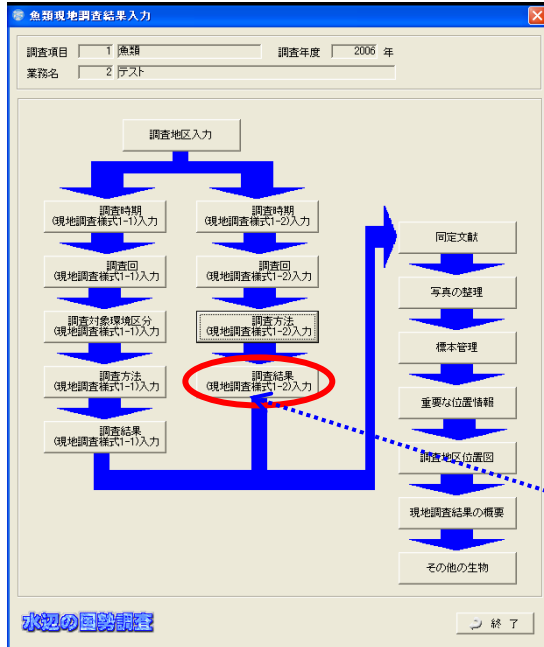 魚類現地調査結果入力
調査項目 1 魚類 調査年度 2006 年
業務名 2 テスト
調査地区入力
調査時期
(現地調査様式1-1)入力
調査回
(現地調査様式1-1)入力
調査対象環境区分
(現地調査様式1-1)入力
調査方法
(現地調査様式1-1)入力
調査結果
(現地調査様式1-1)入力
調査時期
(現地調査様式1-2)入力
調査回
(現地調査様式1-2)入力
調査方法
(現地調査様式1-2)入力
調査結果
(現地調査様式1-2)入力
同定文献
写真の整理
標本管理
重要な位置情報
調査地区位置図
現地調査結果の概要
その他の生物
水辺の国勢調査
終 了